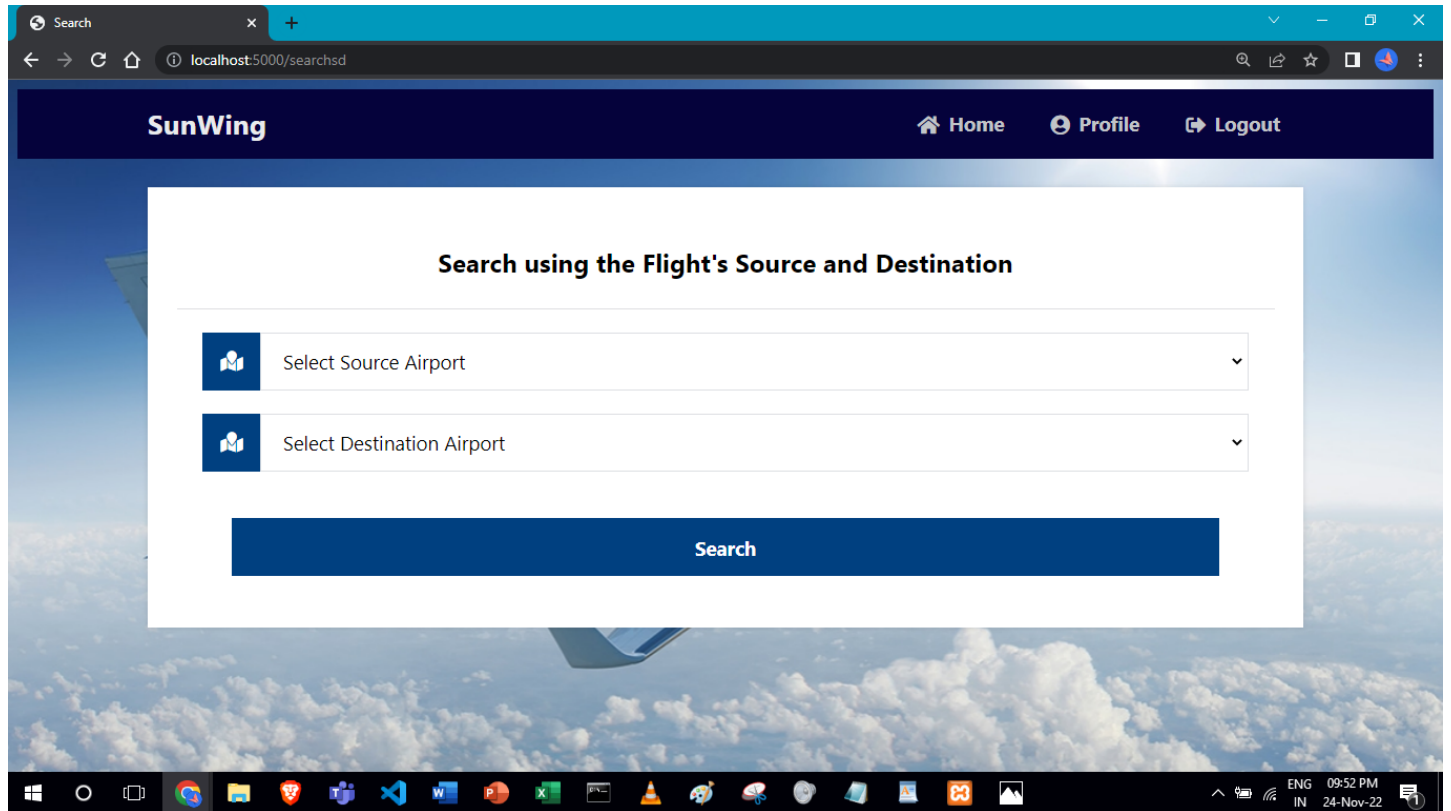 Search
localhost:5000/searchsd
SunWing
Home
Profile
Logout
Search using the Flight's Source and Destination
Select Source Airport
Select Destination Airport
Search
ENG 09:52 PM
IN 24-Nov-22
1